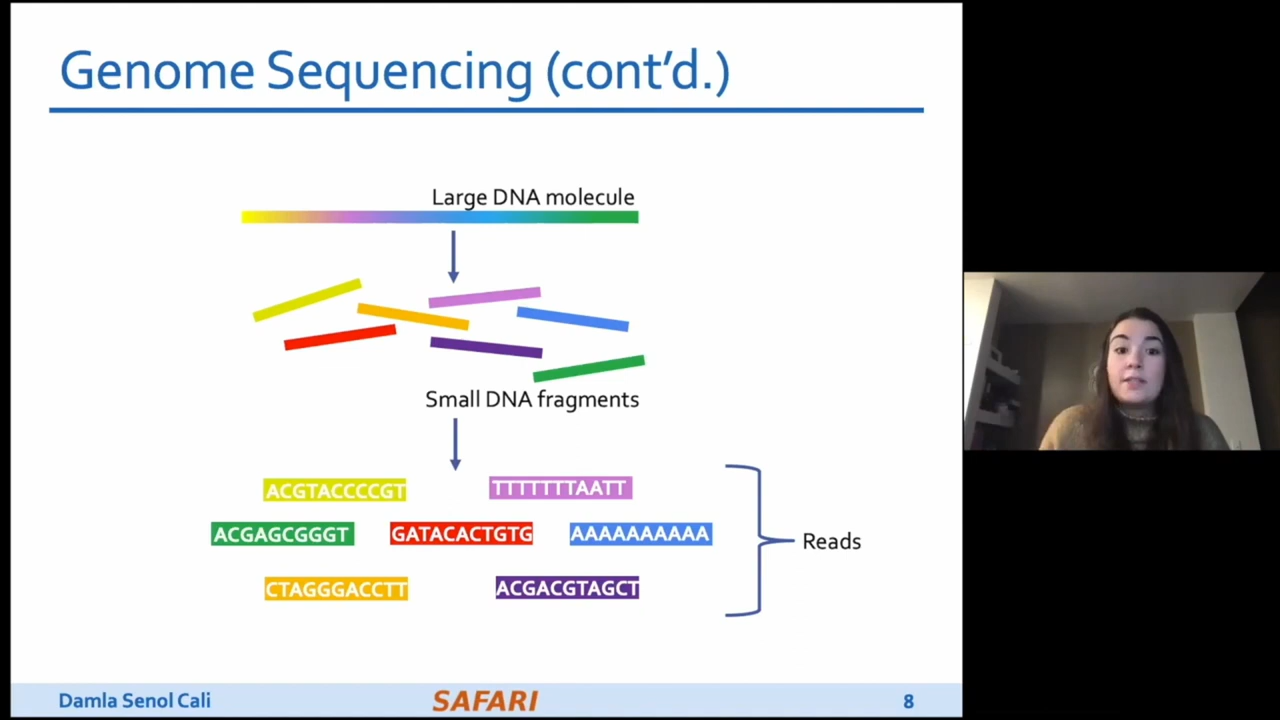 Genome Sequencing (cont'd.)
Large DNA molecule
Small DNA fragments
ACGTACCCCGT
TTTTTTTAATT
ACGAGCGGGT
GATACACTGTG
AAAAAAAAAA
CTAGGGACCTT
ACGACGTAGCT
Reads
Damla Senol Cali
SAFARI
8